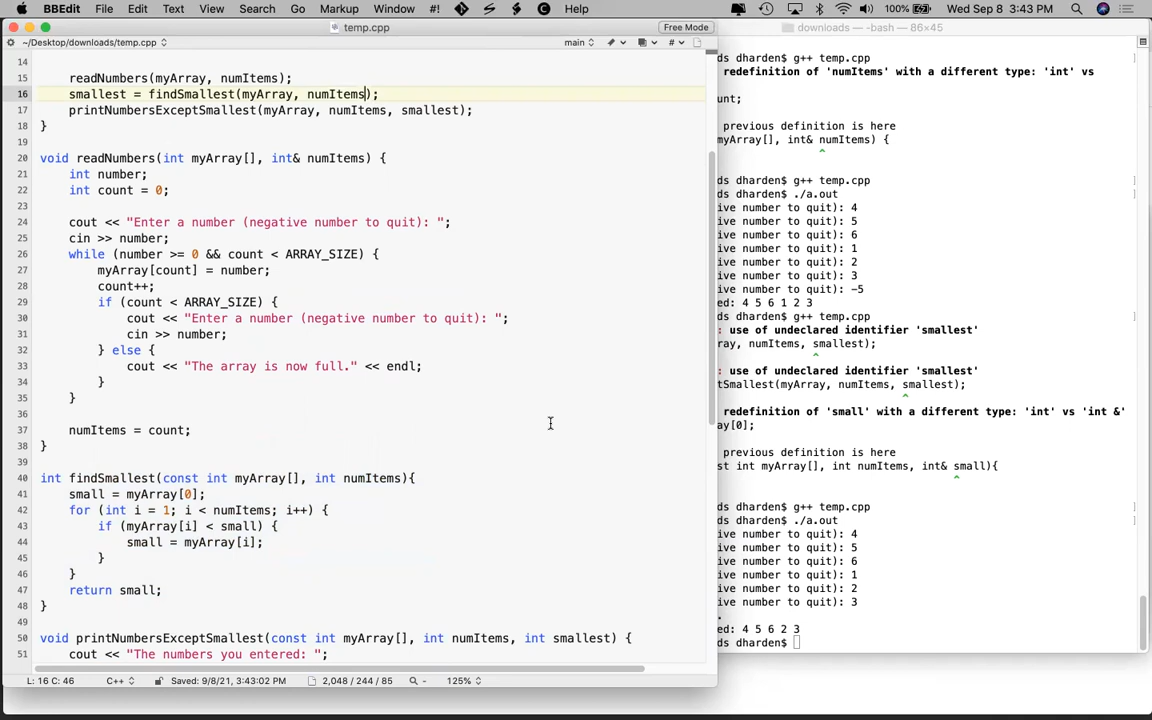 BBEdit File Edit Text View Search Go Markup Window #! Help 100% Wed Sep 8 3:43 PM
temp.cpp Free Mode
~/Desktop/downloads/temp.cpp main #
14
15 readNumbers(myArray, numItems);
16 smallest = findSmallest(myArray, numItems);
17 printNumbersExceptSmallest(myArray, numItems, smallest);
18 }
19
20 void readNumbers(int myArray[], int& numItems) {
21 int number;
22 int count = 0;
23
24 cout << "Enter a number (negative number to quit): ";
25 cin >> number;
26 while (number >= 0 && count < ARRAY_SIZE) {
27 myArray[count] = number;
28 count++;
29 if (count < ARRAY_SIZE) {
30 cout << "Enter a number (negative number to quit): ";
31 cin >> number;
32 } else {
33 cout << "The array is now full." << endl;
34 }
35 }
36
37 numItems = count;
38 }
39
40 int findSmallest(const int myArray[], int numItems){
41 small = myArray[0];
42 for (int i = 1; i < numItems; i++) {
43 if (myArray[i] < small) {
44 small = myArray[i];
45 }
46 }
47 return small;
48 }
49
50 void printNumbersExceptSmallest(const int myArray[], int numItems, int smallest) {
51 cout << "The numbers you entered: ";
L: 16 C: 46 C++ Saved: 9/8/21, 3:43:02 PM 2,048 / 244 / 85 125%
downloads — -bash — 86×45
ds dharden$ g++ temp.cpp
redefinition of 'numItems' with a different type: 'int' vs
unt;
previous definition is here
myArray[], int& numItems) {
^
ds dharden$ g++ temp.cpp
ds dharden$ ./a.out
ive number to quit): 4
ive number to quit): 5
ive number to quit): 6
ive number to quit): 1
ive number to quit): 2
ive number to quit): 3
ive number to quit): -5
ed: 4 5 6 1 2 3
ds dharden$ g++ temp.cpp
: use of undeclared identifier 'smallest'
ray, numItems, smallest);
^
: use of undeclared identifier 'smallest'
tSmallest(myArray, numItems, smallest);
^
redefinition of 'small' with a different type: 'int' vs 'int &'
ray[0];
previous definition is here
st int myArray[], int numItems, int& small){
^
ds dharden$ g++ temp.cpp
ds dharden$ ./a.out
ive number to quit): 4
ive number to quit): 5
ive number to quit): 6
ive number to quit): 1
ive number to quit): 2
ive number to quit): 3
.
ed: 4 5 6 2 3
ds dharden$